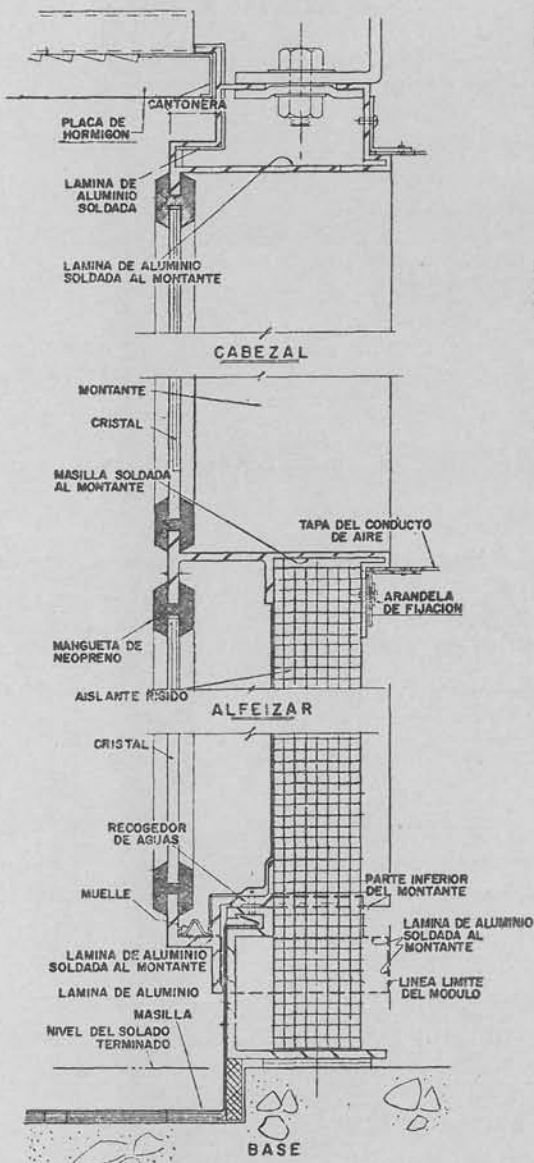 CANTONERA
PLACA DE
HORMIGON
LAMINA DE
ALUMINIO
SOLDADA
LAMINA DE ALUMINIO
SOLDADA AL MONTANTE
CABEZAL
MONTANTE
CRISTAL
MASILLA SOLDADA
AL MONTANTE
TAPA DEL CONDUCTO
DE AIRE
ARANDELA
DE FIJACION
MANGUETA DE
NEOPRENO
AISLANTE RIGIDO
ALFEIZAR
CRISTAL
RECOGEDOR
DE AGUAS
PARTE INFERIOR
DEL MONTANTE
MUELLE
LAMINA DE ALUMINIO
SOLDADA AL
MONTANTE
LAMINA DE ALUMINIO
SOLDADA AL MONTANTE
LINEA LIMITE
DEL MODULO
LAMINA DE ALUMINIO
MASILLA
NIVEL DEL SOLADO
TERMINADO
BASE